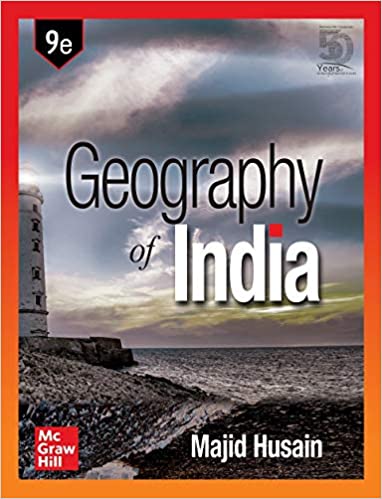 9e
50
Years
Geography
of
India
Mc
Graw
Hill
Majid Husain